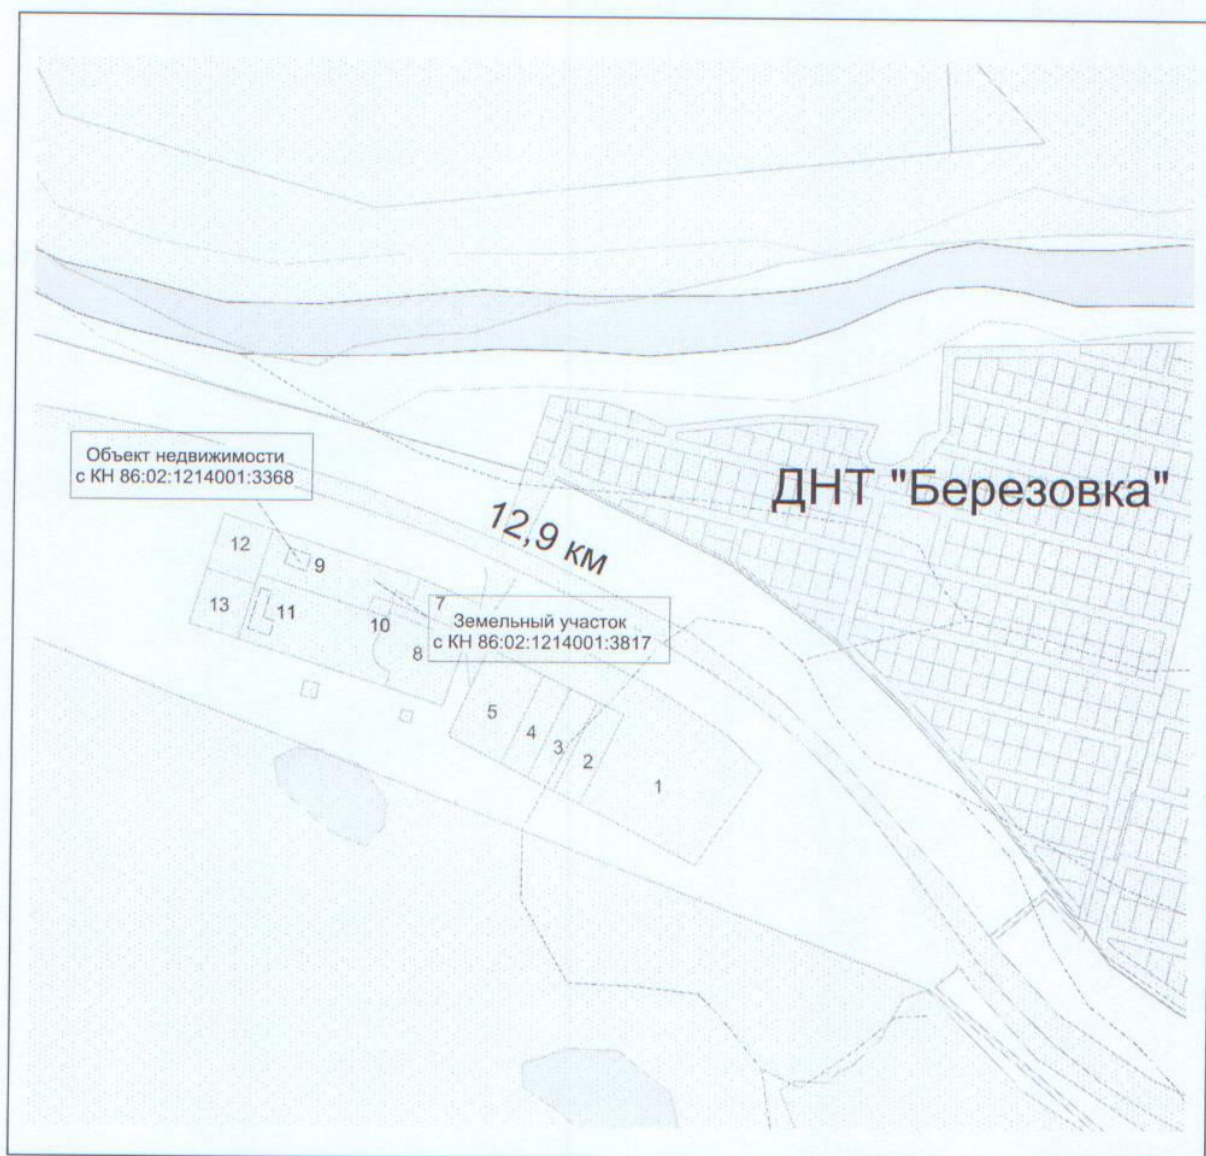 Объект недвижимости
с КН 86:02:1214001:3368
ДНТ "Березовка"
12,9 км
12
9
13
11
10
7
Земельный участок
с КН 86:02:1214001:3817
8
5
4
3
2
1